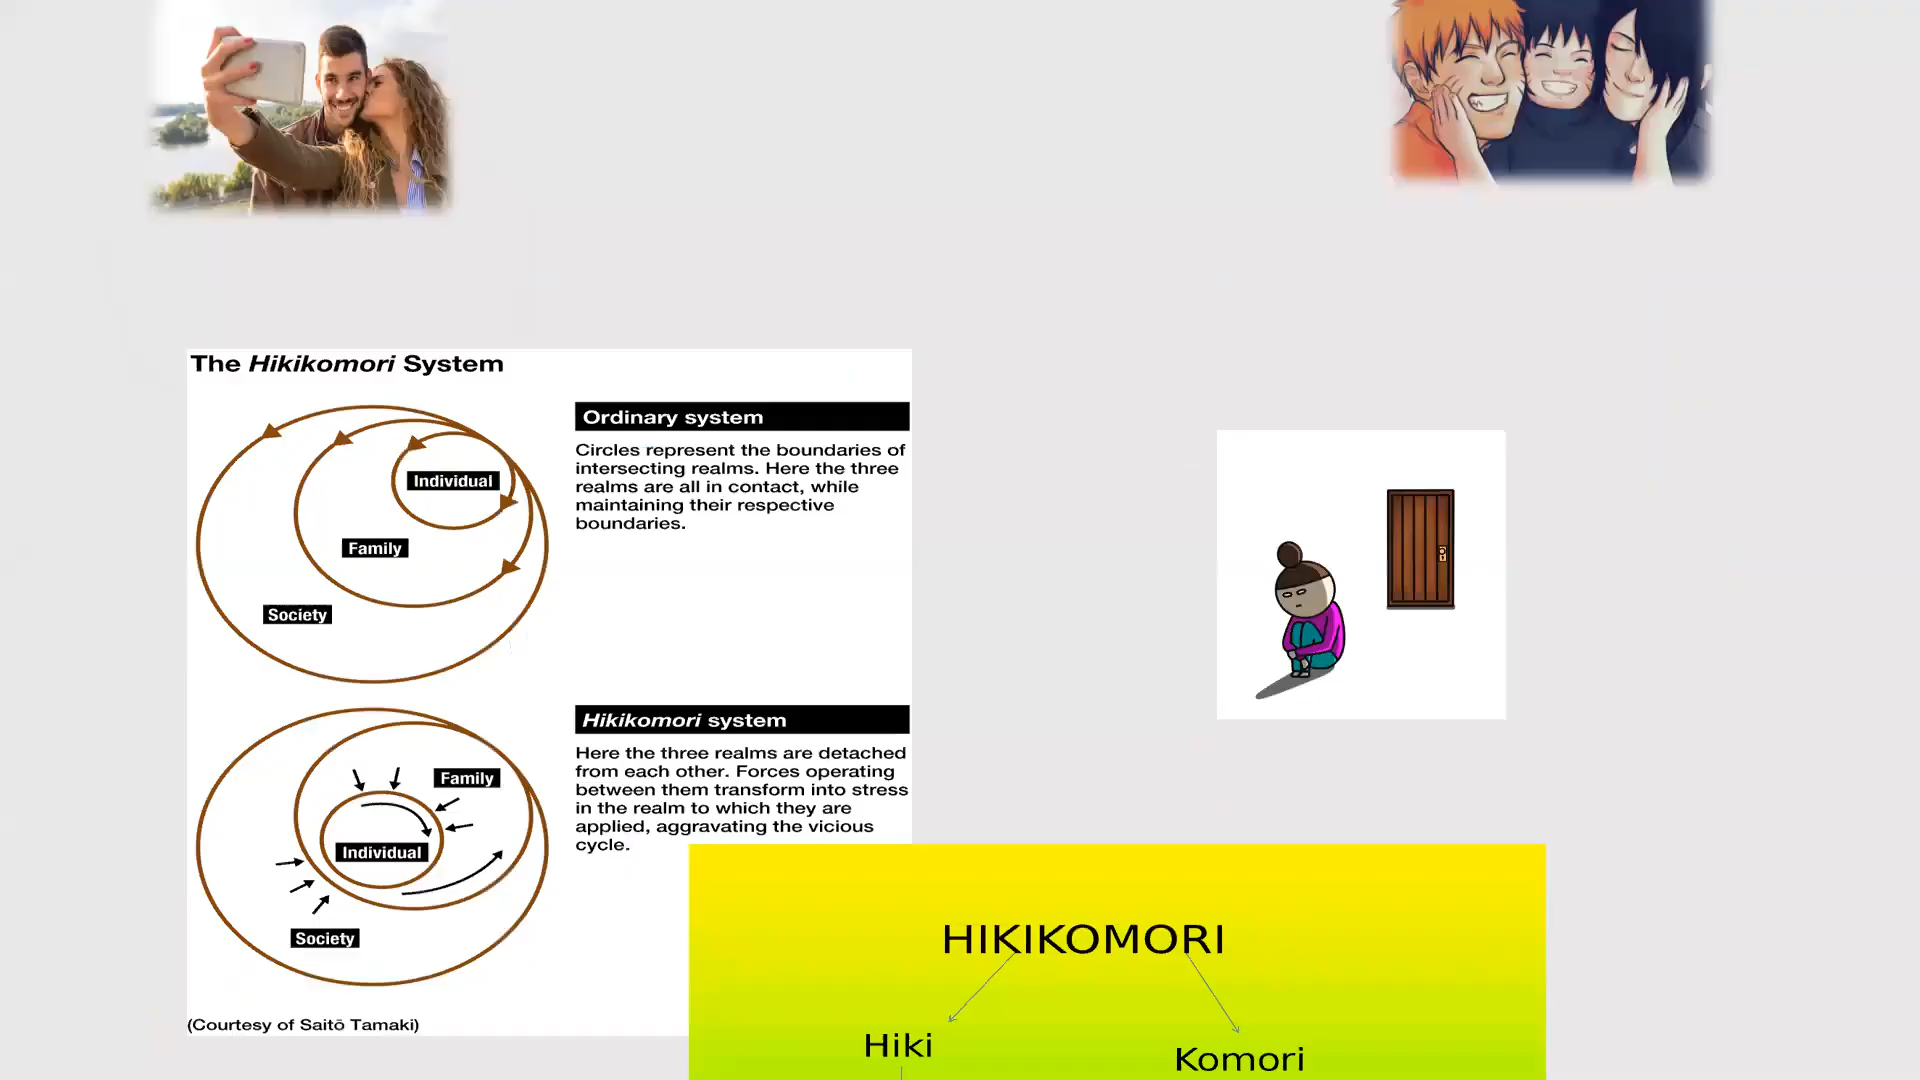 The Hikikomori System
Ordinary system
Circles represent the boundaries of
intersecting realms. Here the three
realms are all in contact, while
maintaining their respective
boundaries.
Individual
Family
Society
Hikikomori system
Here the three realms are detached
from each other. Forces operating
between them transform into stress
in the realm to which they are
applied, aggravating the vicious
cycle.
Family
Individual
Society
(Courtesy of Saitō Tamaki)
HIKIKOMORI
Hiki
Komori